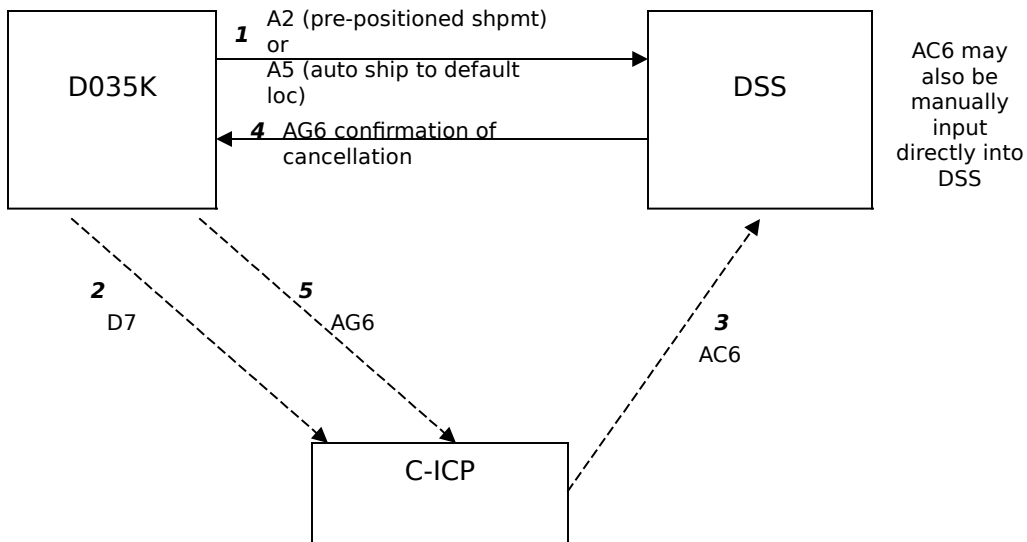 1
A2 (pre-positioned shpmt)
or
A5 (auto ship to default
loc)
D035K
DSS
AC6 may
also be
manually
input
directly into
DSS
4
AG6 confirmation of
cancellation
2
D7
5
AG6
3
AC6
C-ICP